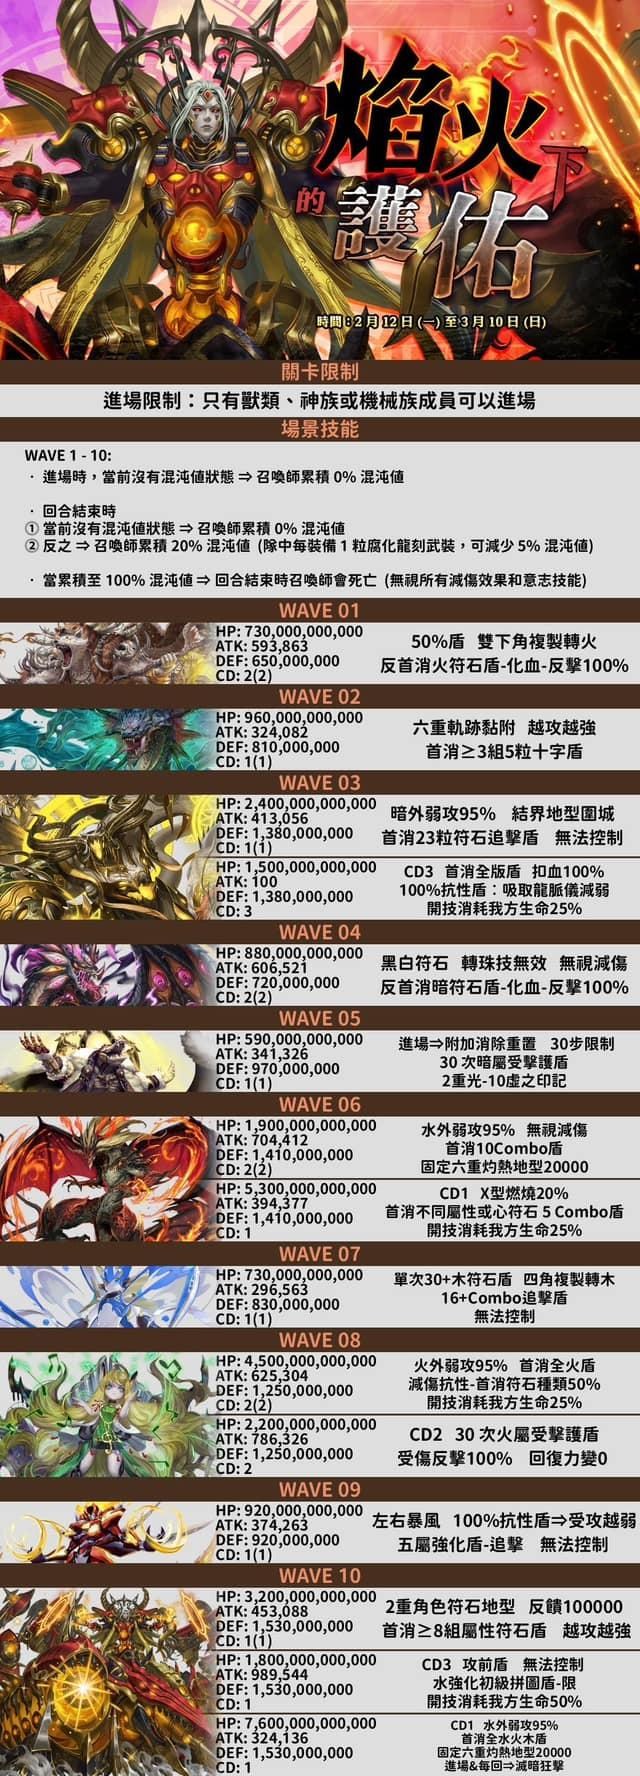 焰火下
的護佑
時間：2月12日(一)至3月10日(日)
關卡限制
進場限制：只有獸類、神族或機械族成員可以進場
場景技能
WAVE 1 - 10:
· 進場時，當前沒有混沌值狀態 ⇒ 召喚師累積 0% 混沌值
· 回合結束時
① 當前沒有混沌值狀態 ⇒ 召喚師累積 0% 混沌值
② 反之 ⇒ 召喚師累積 20% 混沌值 (隊中每裝備 1 粒腐化龍刻武裝，可減少 5% 混沌值)
· 當累積至 100% 混沌值 ⇒ 回合結束時召喚師會死亡 (無視所有減傷效果和意志技能)
WAVE 01
HP: 730,000,000,000
ATK: 593,863
DEF: 650,000,000
CD: 2(2)
50%盾 雙下角複製轉火
反首消火符石盾-化血-反擊100%
WAVE 02
HP: 960,000,000,000
ATK: 324,082
DEF: 810,000,000
CD: 1(1)
六重軌跡黏附 越攻越強
首消≥3組5粒十字盾
WAVE 03
HP: 2,400,000,000,000
ATK: 413,056
DEF: 1,380,000,000
CD: 1(1)
暗外弱攻95% 結界地型圍城
首消23粒符石追擊盾 無法控制
HP: 1,500,000,000,000
ATK: 100
DEF: 1,380,000,000
CD: 3
CD3 首消全版盾 扣血100%
100%抗性盾：吸取龍脈儀減弱
開技消耗我方生命25%
WAVE 04
HP: 880,000,000,000
ATK: 606,521
DEF: 720,000,000
CD: 2(2)
黑白符石 轉珠技無效 無視減傷
反首消暗符石盾-化血-反擊100%
WAVE 05
HP: 590,000,000,000
ATK: 341,326
DEF: 970,000,000
CD: 1(1)
進場⇒附加消除重置 30步限制
30 次暗屬受擊護盾
2重光-10虛之印記
WAVE 06
HP: 1,900,000,000,000
ATK: 704,412
DEF: 1,410,000,000
CD: 2(2)
水外弱攻95% 無視減傷
首消10Combo盾
固定六重灼熱地型20000
HP: 5,300,000,000,000
ATK: 394,377
DEF: 1,410,000,000
CD: 1
CD1 X型燃燒20%
首消不同屬性或心符石 5 Combo盾
開技消耗我方生命25%
WAVE 07
HP: 730,000,000,000
ATK: 296,563
DEF: 830,000,000
CD: 1(1)
單次30+木符石盾 四角複製轉木
16+Combo追擊盾
無法控制
WAVE 08
HP: 4,500,000,000,000
ATK: 625,304
DEF: 1,250,000,000
CD: 2(2)
火外弱攻95% 首消全火盾
減傷抗性-首消符石種類50%
開技消耗我方生命25%
HP: 2,200,000,000,000
ATK: 786,326
DEF: 1,250,000,000
CD: 2
CD2 30 次火屬受擊護盾
受傷反擊100% 回復力變0
WAVE 09
HP: 920,000,000,000
ATK: 374,263
DEF: 920,000,000
CD: 1(1)
左右暴風 100%抗性盾⇒受攻越弱
五屬強化盾-追擊 無法控制
WAVE 10
HP: 3,200,000,000,000
ATK: 453,088
DEF: 1,530,000,000
CD: 1(1)
2重角色符石地型 反饋100000
首消≥8組屬性符石盾 越攻越強
HP: 1,800,000,000,000
ATK: 989,544
DEF: 1,530,000,000
CD: 1
CD3 攻前盾 無法控制
水強化初級拼圖盾-限
開技消耗我方生命50%
HP: 7,600,000,000,000
ATK: 324,136
DEF: 1,530,000,000
CD: 1
CD1 水外弱攻95%
首消全水火木盾
固定六重灼熱地型20000
進場&每回⇒滅暗狂擊